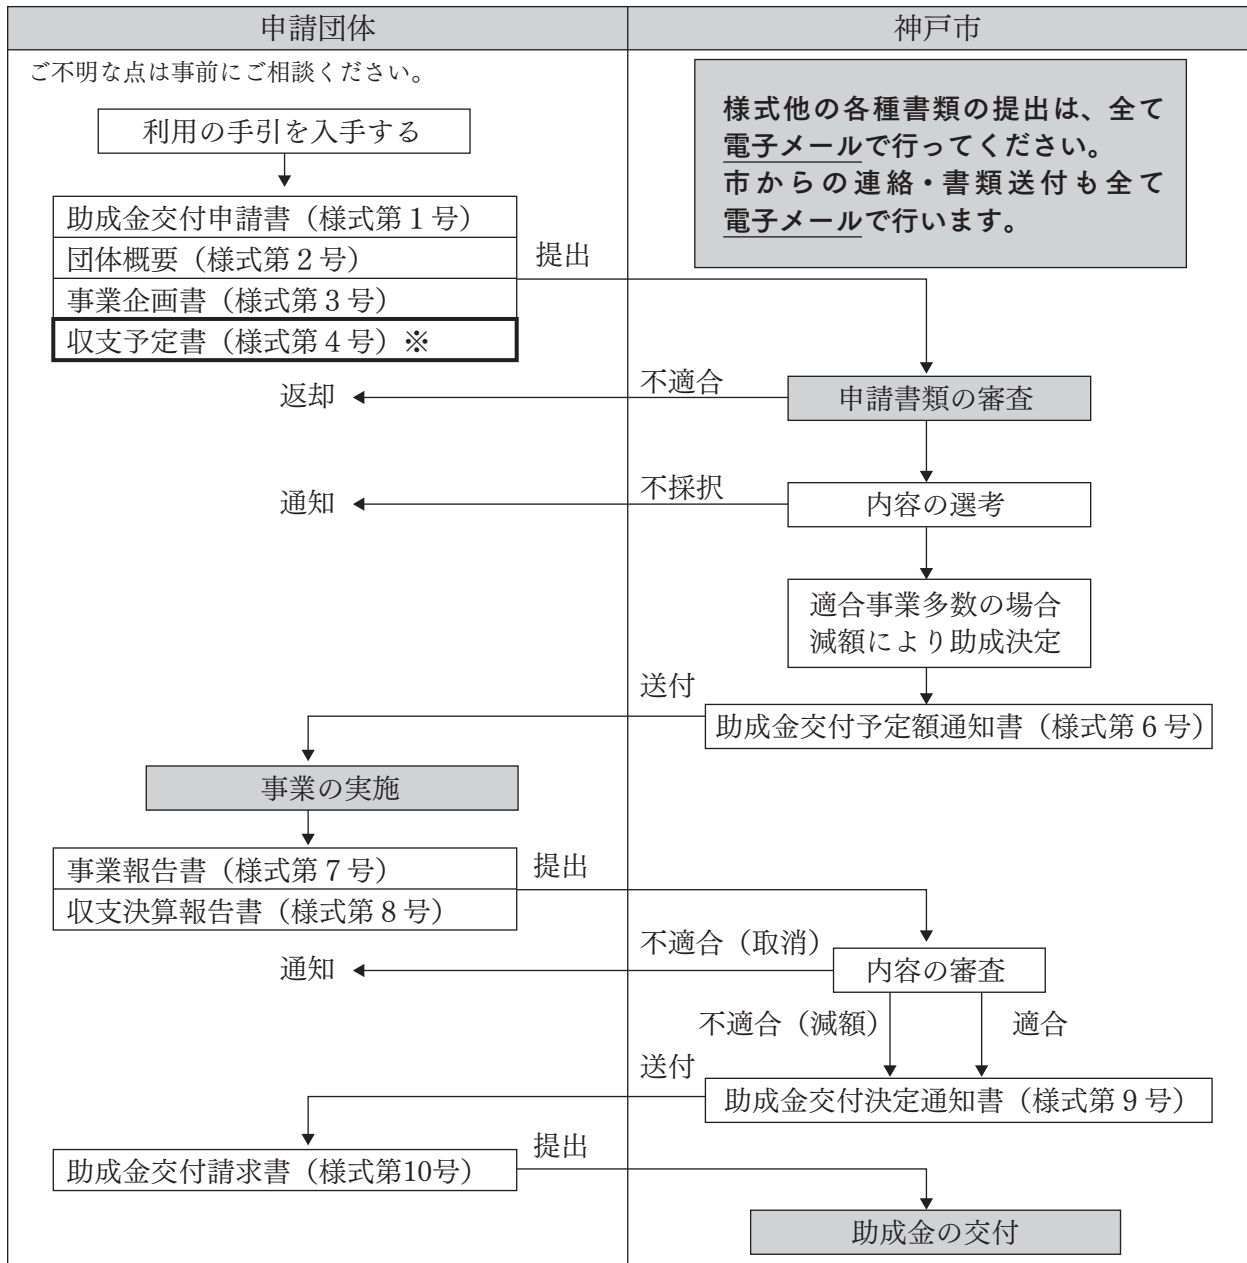 申請団体
神戸市
ご不明な点は事前にご相談ください。
様式他の各種書類の提出は、全て
電子メールで行ってください。
市からの連絡・書類送付も全て
電子メールで行います。
利用の手引を入手する
助成金交付申請書（様式第１号）
団体概要（様式第２号）
事業企画書（様式第３号）
収支予定書（様式第４号）※
提出
不適合
返却
申請書類の審査
不採択
通知
内容の選考
適合事業多数の場合
減額により助成決定
送付
助成金交付予定額通知書（様式第６号）
事業の実施
事業報告書（様式第７号）
収支決算報告書（様式第８号）
提出
不適合（取消）
通知
内容の審査
不適合（減額）
適合
送付
助成金交付決定通知書（様式第９号）
助成金交付請求書（様式第10号）
提出
助成金の交付